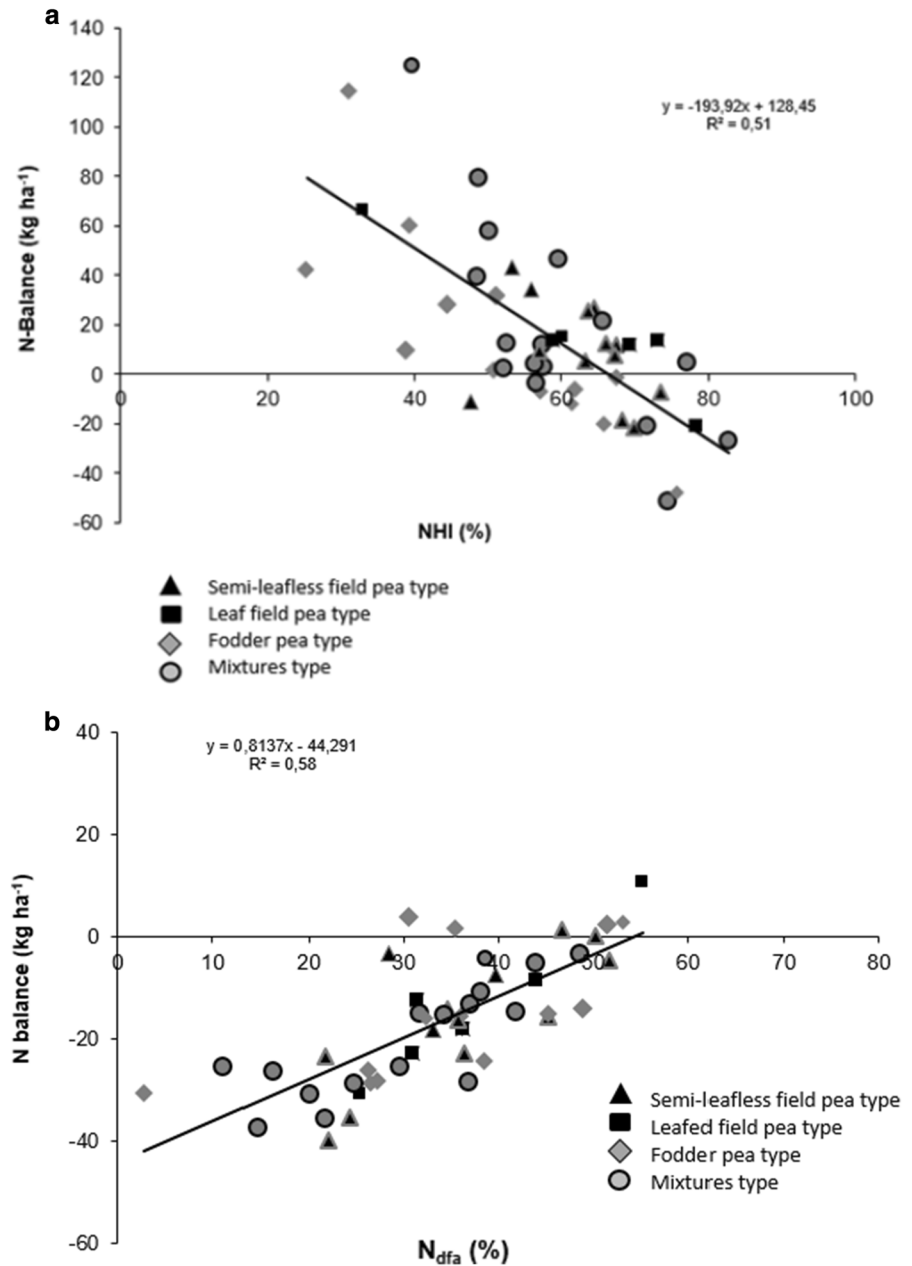 a
140
120
100
80
60
40
20
0
-20
-40
-60
0
20
40
60
80
100
N-Balance (kg ha⁻¹)
y = -193,92x + 128,45
R² = 0,51
NHI (%)
Semi-leafless field pea type
Leaf field pea type
Fodder pea type
Mixtures type
b
40
20
0
-20
-40
-60
0
10
20
30
40
50
60
70
80
N balance (kg ha⁻¹)
y = 0,8137x - 44,291
R² = 0,58
Semi-leafless field pea type
Leafed field pea type
Fodder pea type
Mixtures type
Ndfa (%)